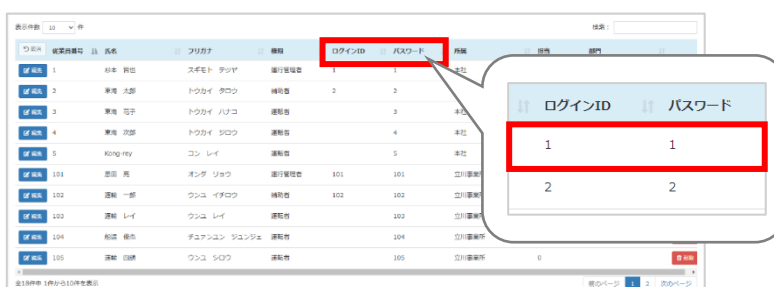 表示件数 10 件 検索:
従業員番号 氏名 フリガナ 権限 ログインID パスワード 所属 担当 部門
編集 1 杉本 哲也 スギモト テツヤ 運行管理者 1 1 本社
編集 2 東海 太郎 トウカイ タロウ 補助者 2 2
編集 3 東海 花子 トウカイ ハナコ 運転者 3 本社
編集 4 東海 次郎 トウカイ ジロウ 運転者 4 本社
編集 5 Kong-rey コン レイ 運転者 5 本社
編集 101 恩田 亮 オンダ リョウ 運行管理者 101 101 立川事業所
編集 102 運輸 一郎 ウンユ イチロウ 補助者 102 102 立川事業所
編集 103 運輸 レイ ウンユ レイ 運転者 103 立川事業所
編集 104 チュアンユン ジュンジェ 運転者 104 立川事業所
編集 105 運輸 四郎 ウンユ シロウ 運転者 105 立川事業所 0 削除
全18件中 1件から10件を表示 前のページ 1 2 次のページ
ログインID パスワード
1 1
2 2